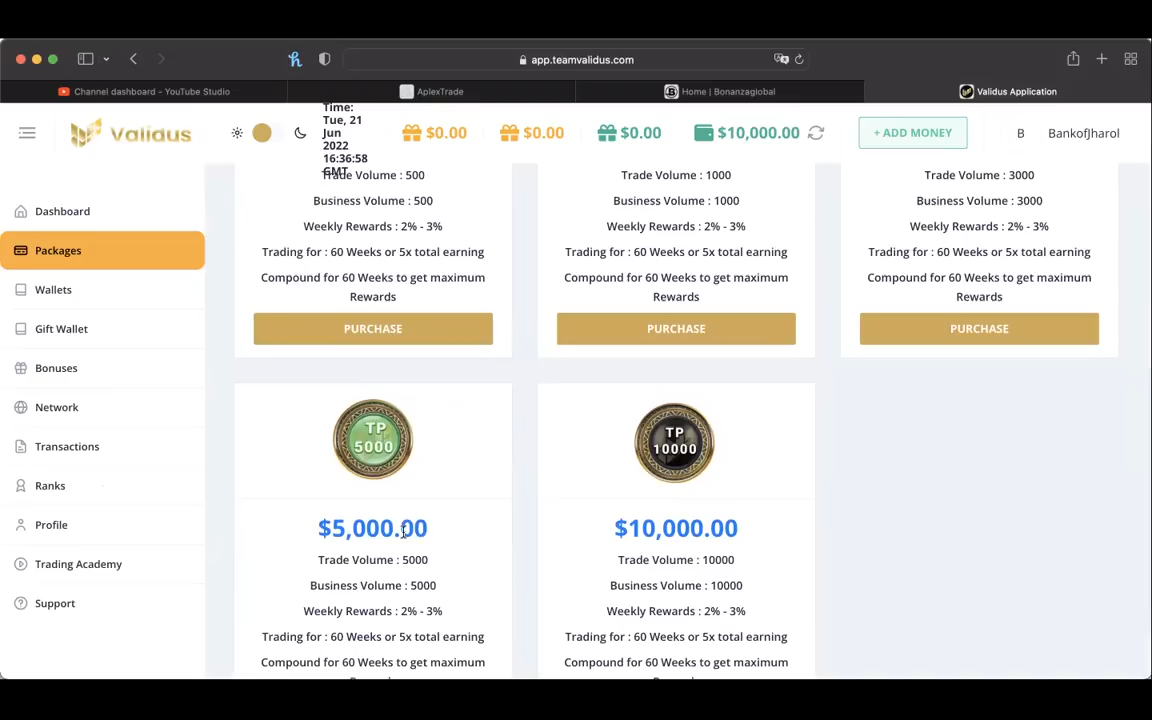 app.teamvalidus.com
Channel dashboard - YouTube Studio
AplexTrade
Home | Bonanzaglobal
Validus Application
Validus
Time:
Tue, 21
Jun
2022
16:36:58
GMT
$0.00
$0.00
$0.00
$10,000.00
+ ADD MONEY
B
BankofJharol
Dashboard
Packages
Wallets
Gift Wallet
Bonuses
Network
Transactions
Ranks
Profile
Trading Academy
Support
Trade Volume : 500
Business Volume : 500
Weekly Rewards : 2% - 3%
Trading for : 60 Weeks or 5x total earning
Compound for 60 Weeks to get maximum
Rewards
PURCHASE
Trade Volume : 1000
Business Volume : 1000
Weekly Rewards : 2% - 3%
Trading for : 60 Weeks or 5x total earning
Compound for 60 Weeks to get maximum
Rewards
PURCHASE
Trade Volume : 3000
Business Volume : 3000
Weekly Rewards : 2% - 3%
Trading for : 60 Weeks or 5x total earning
Compound for 60 Weeks to get maximum
Rewards
PURCHASE
TP
5000
$5,000.00
Trade Volume : 5000
Business Volume : 5000
Weekly Rewards : 2% - 3%
Trading for : 60 Weeks or 5x total earning
Compound for 60 Weeks to get maximum
TP
10000
$10,000.00
Trade Volume : 10000
Business Volume : 10000
Weekly Rewards : 2% - 3%
Trading for : 60 Weeks or 5x total earning
Compound for 60 Weeks to get maximum